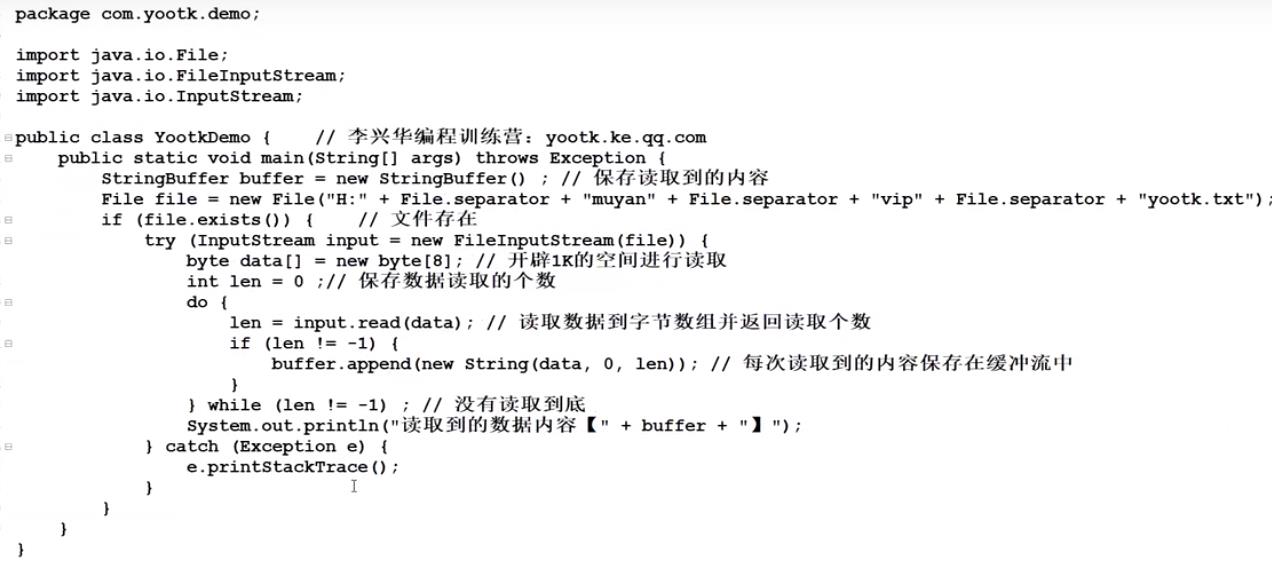 package com.yootk.demo;
import java.io.File;
import java.io.FileInputStream;
import java.io.InputStream;
public class YootkDemo {    // 李兴华编程训练营：yootk.ke.qq.com
    public static void main(String[] args) throws Exception {
        StringBuffer buffer = new StringBuffer() ; // 保存读取到的内容
        File file = new File("H:" + File.separator + "muyan" + File.separator + "vip" + File.separator + "yootk.txt");
        if (file.exists()) {    // 文件存在
            try (InputStream input = new FileInputStream(file)) {
                byte data[] = new byte[8]; // 开辟1K的空间进行读取
                int len = 0 ;// 保存数据读取的个数
                do {
                    len = input.read(data); // 读取数据到字节数组并返回读取个数
                    if (len != -1) {
                        buffer.append(new String(data, 0, len)); // 每次读取到的内容保存在缓冲流中
                    }
                } while (len != -1) ; // 没有读取到底
                System.out.println("读取到的数据内容【" + buffer + "】");
            } catch (Exception e) {
                e.printStackTrace();
            }
        }
    }
}